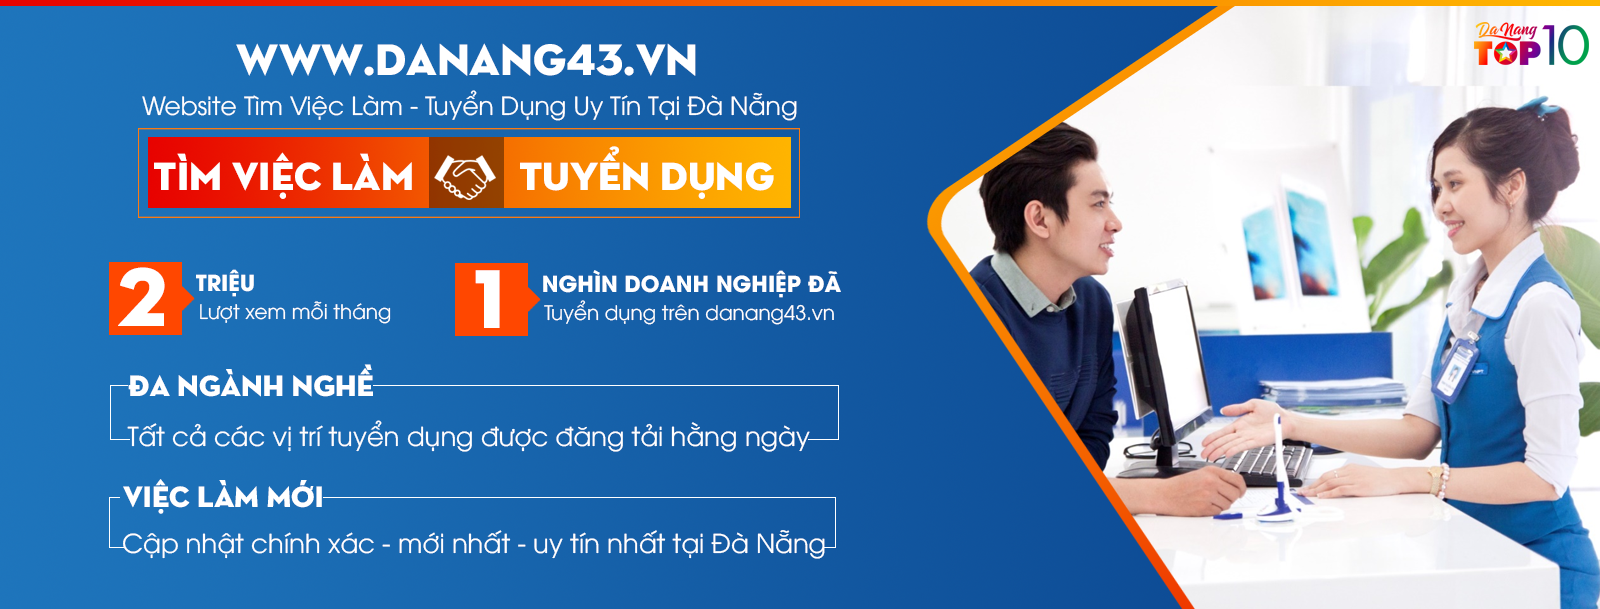 WWW.DANANG43.VN
Website Tìm Việc Làm - Tuyển Dụng Uy Tín Tại Đà Nẵng
TÌM VIỆC LÀM TUYỂN DỤNG
2 TRIỆU
Lượt xem mỗi tháng
1 NGHÌN DOANH NGHIỆP ĐÃ
Tuyển dụng trên danang43.vn
ĐA NGÀNH NGHỀ
Tất cả các vị trí tuyển dụng được đăng tải hằng ngày
VIỆC LÀM MỚI
Cập nhật chính xác - mới nhất - uy tín nhất tại Đà Nẵng
Da Nang
TOP10